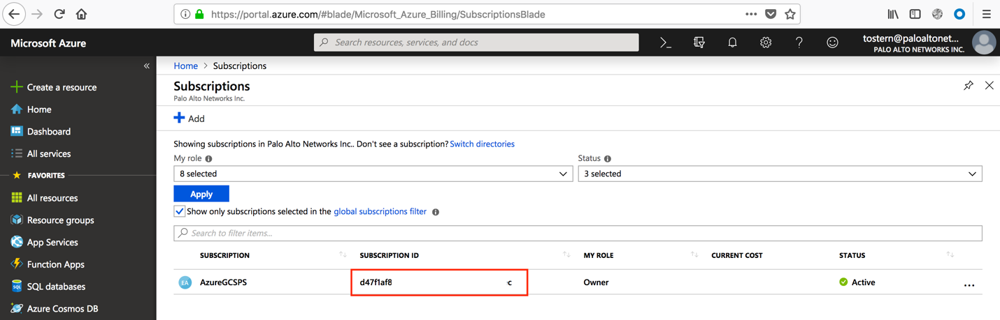 https://portal.azure.com/#blade/Microsoft_Azure_Billing/SubscriptionsBlade
Microsoft Azure
Search resources, services, and docs
tostern@paloaltonet...
PALO ALTO NETWORKS INC.
Create a resource
Home
Dashboard
All services
FAVORITES
All resources
Resource groups
App Services
Function Apps
SQL databases
Azure Cosmos DB
Home > Subscriptions
Subscriptions
Palo Alto Networks Inc.
Add
Showing subscriptions in Palo Alto Networks Inc.. Don't see a subscription? Switch directories
My role Status
8 selected 3 selected
Apply
Show only subscriptions selected in the global subscriptions filter
Search to filter items...
SUBSCRIPTION SUBSCRIPTION ID MY ROLE CURRENT COST STATUS
EA AzureGCSPS d47f1af8 c Owner Active ...